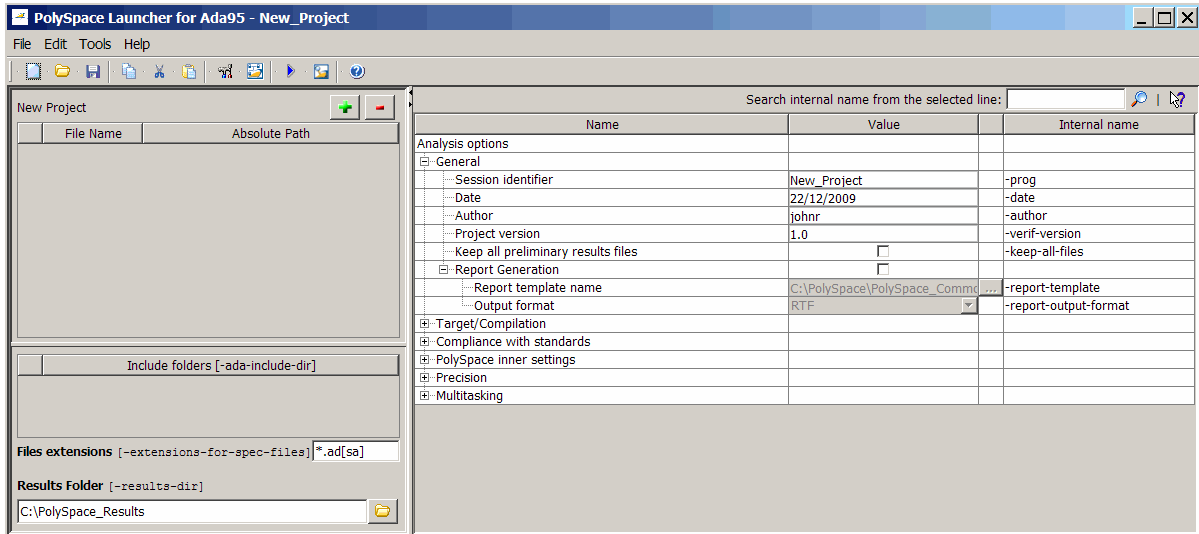 PolySpace Launcher for Ada95 - New_Project
File Edit Tools Help
New Project
File Name Absolute Path
Include folders [-ada-include-dir]
Files extensions [-extensions-for-spec-files] *.ad[sa]
Results Folder [-results-dir]
C:\PolySpace_Results
Search internal name from the selected line:
Name Value Internal name
Analysis options
General
Session identifier New_Project -prog
Date 22/12/2009 -date
Author johnr -author
Project version 1.0 -verif-version
Keep all preliminary results files -keep-all-files
Report Generation
Report template name C:\PolySpace\PolySpace_Commo ... -report-template
Output format RTF -report-output-format
Target/Compilation
Compliance with standards
PolySpace inner settings
Precision
Multitasking